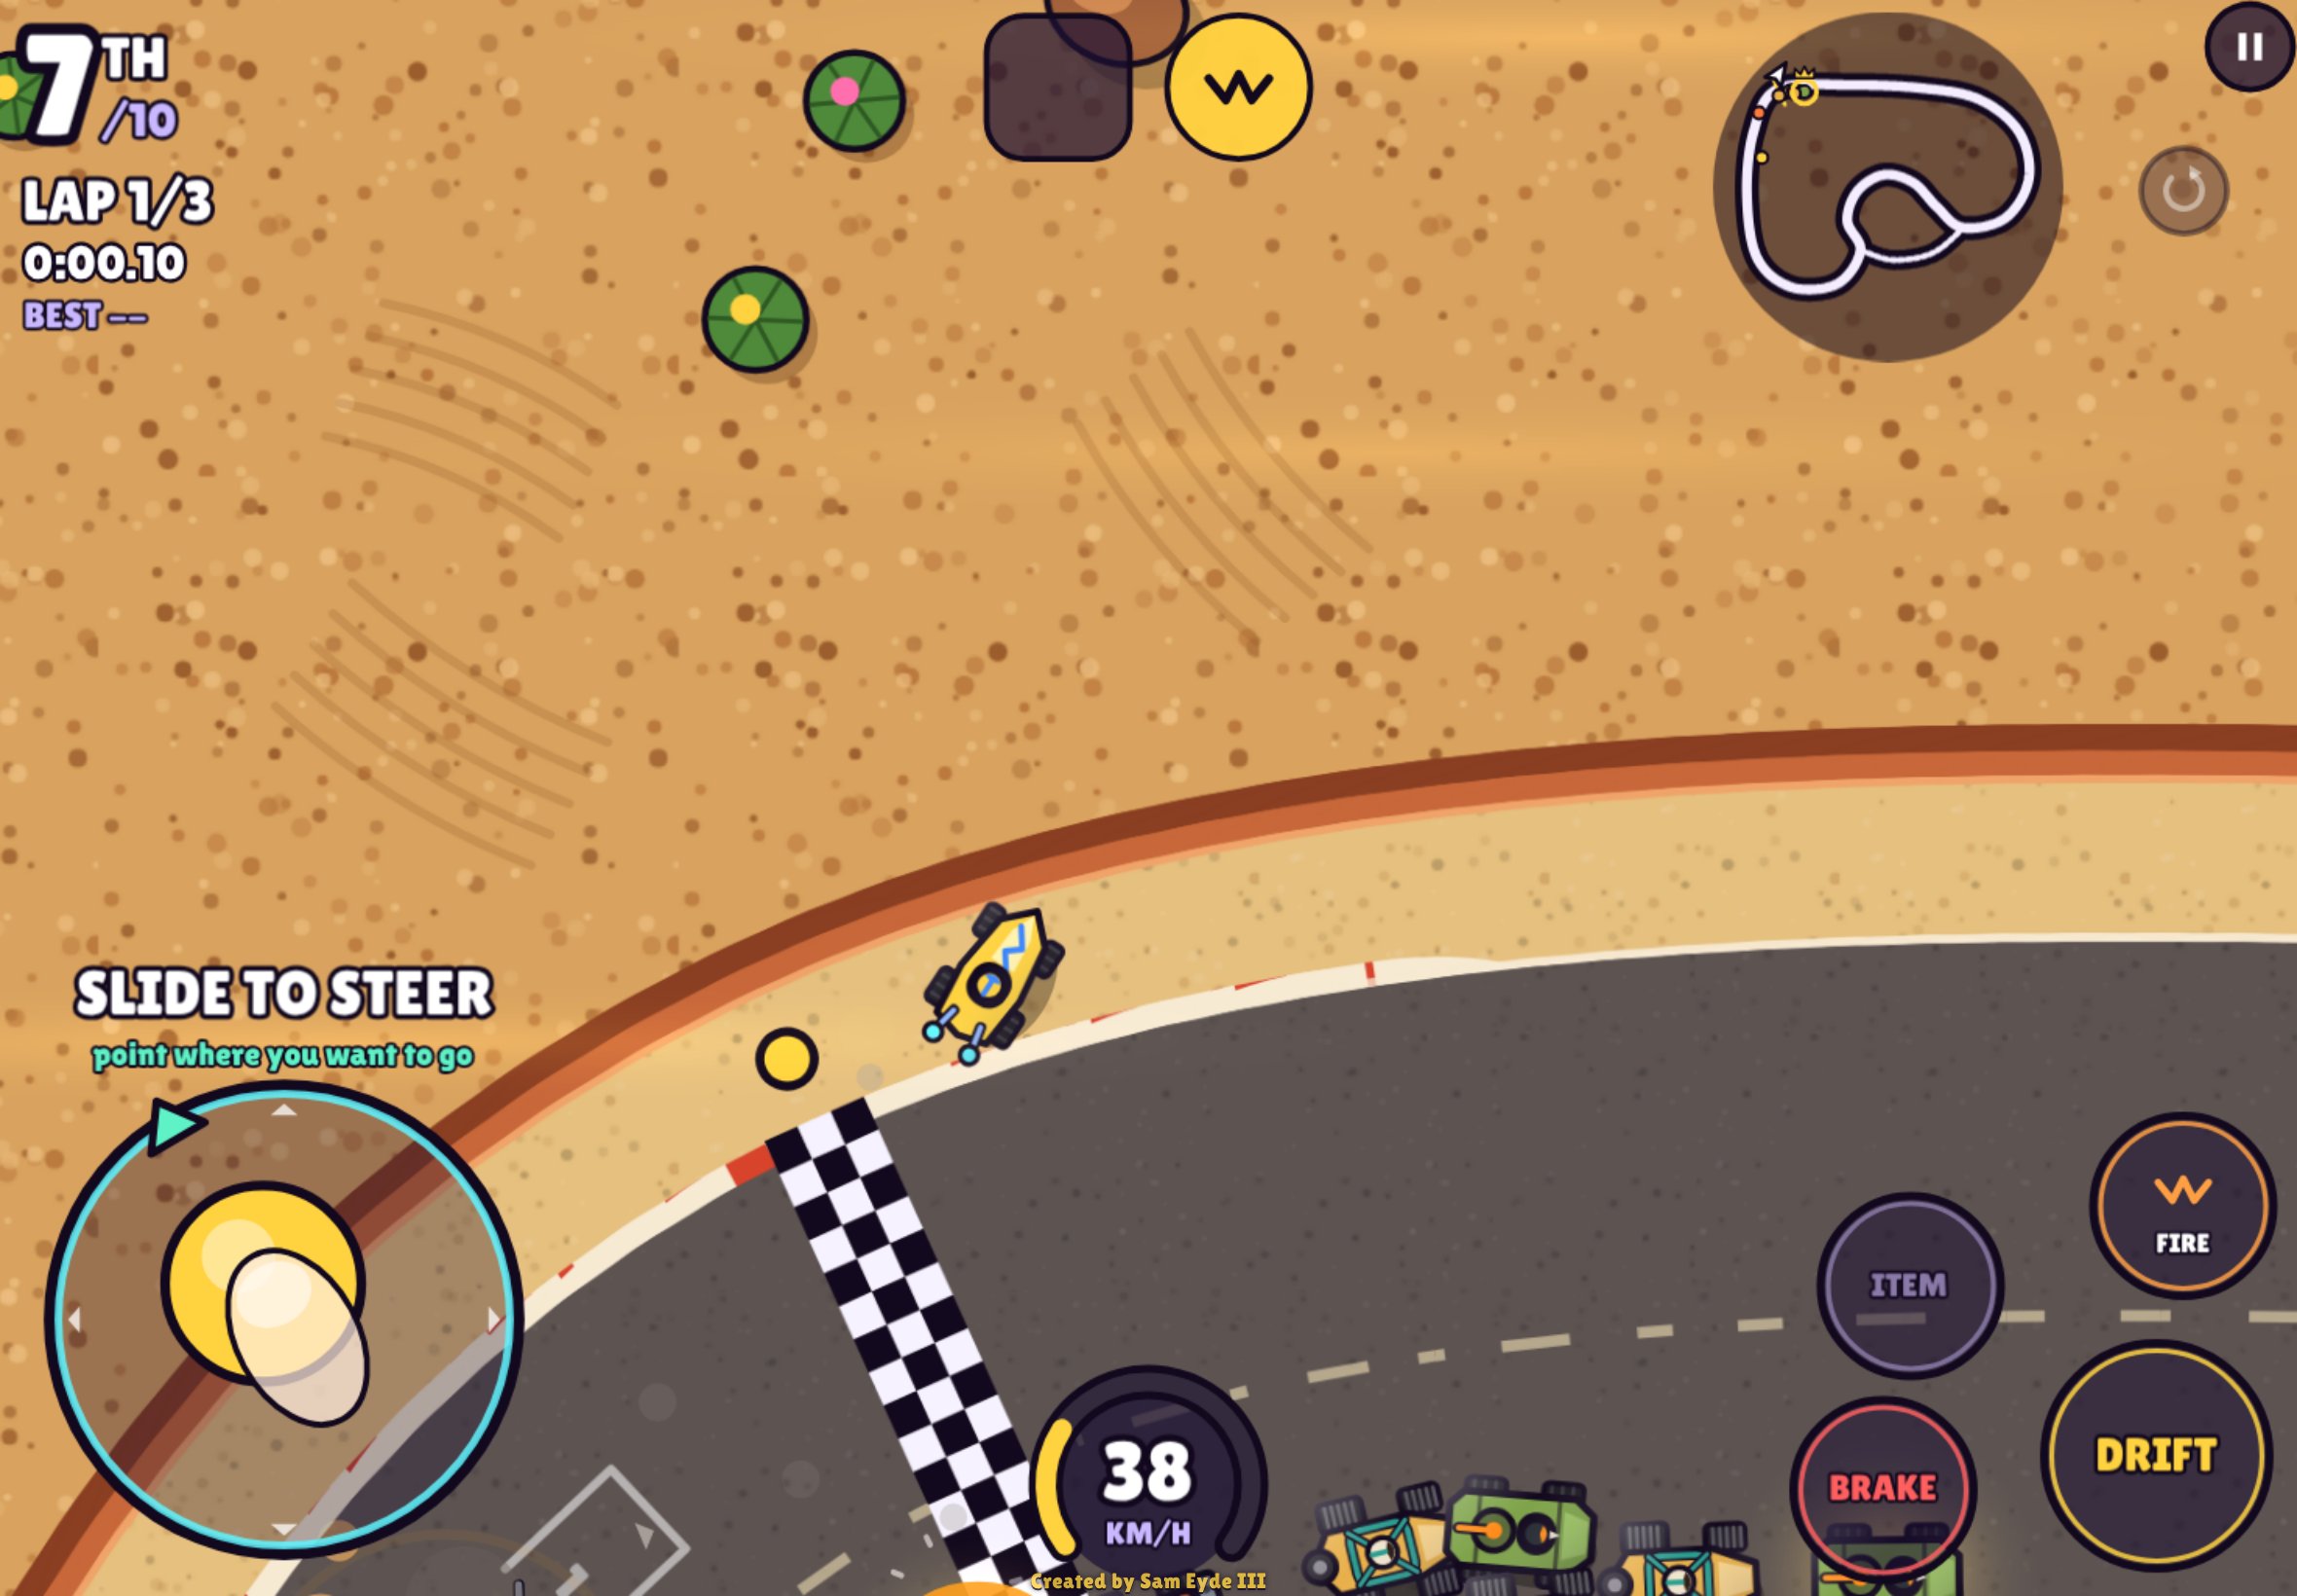 7TH
/10
LAP 1/3
0:00.10
BEST --
SLIDE TO STEER
point where you want to go
FIRE
ITEM
DRIFT
BRAKE
38
KM/H
Created by Sam Eyde III